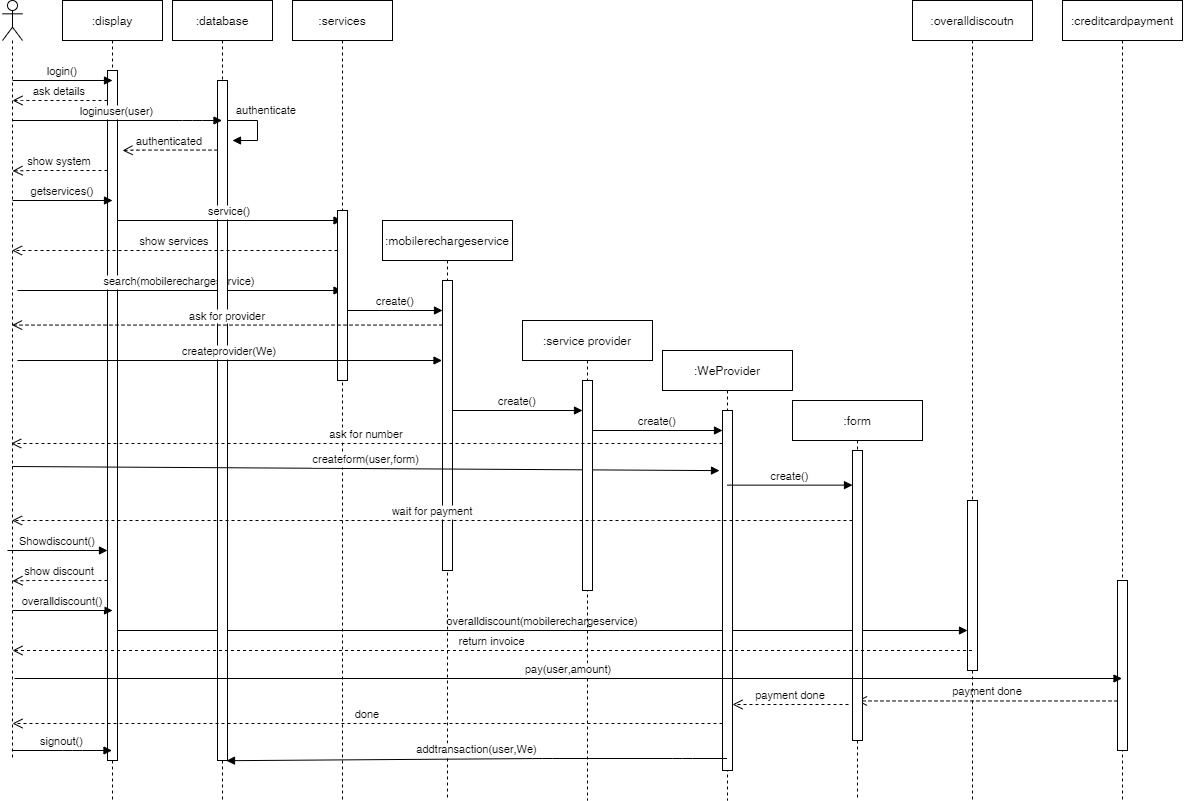 :display
:database
:services
:overalldiscoutn
:creditcardpayment
login()
ask details
loginuser(user)
authenticate
authenticated
show system
getservices()
service()
show services
:mobilerechargeservice
search(mobilerecharge rvice)
create()
ask for provider
:service provider
createprovider(We)
:WeProvider
create()
:form
create()
ask for number
createform(user,form)
create()
wait for payment
Showdiscount()
show discount
overalldiscount()
overalldiscount(mobilerechargeservice)
return invoice
pay(user,amount)
payment done
payment done
done
signout()
addtransaction(user,We)